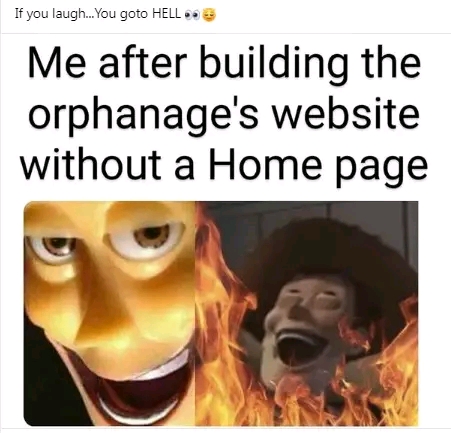 If you laugh...You goto HELL 👀😌
Me after building the
orphanage's website
without a Home page